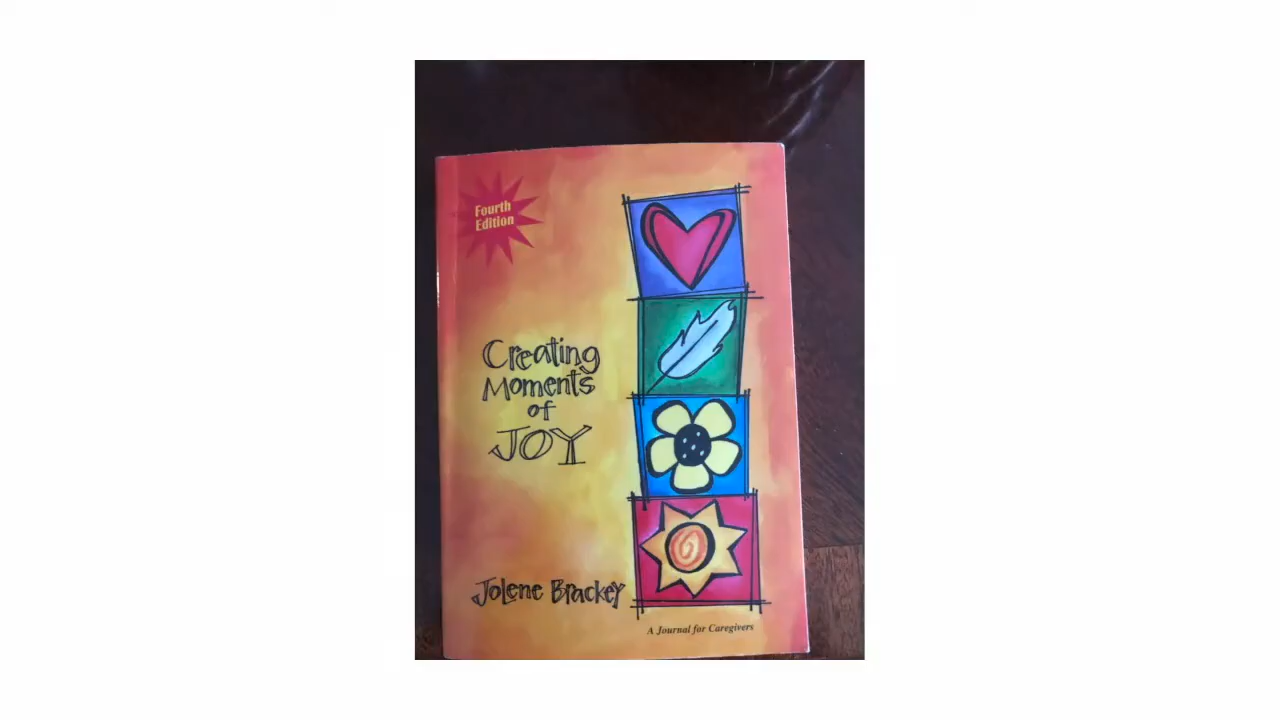 Fourth
Edition
Creating
Moments
of
JOY
Jolene Brackey
A Journal for Caregivers